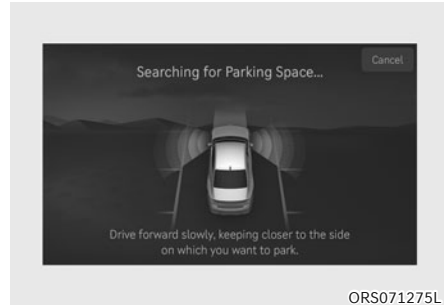 Cancel
Searching for Parking Space...
Drive forward slowly, keeping closer to the side
on which you want to park.
ORS071275L